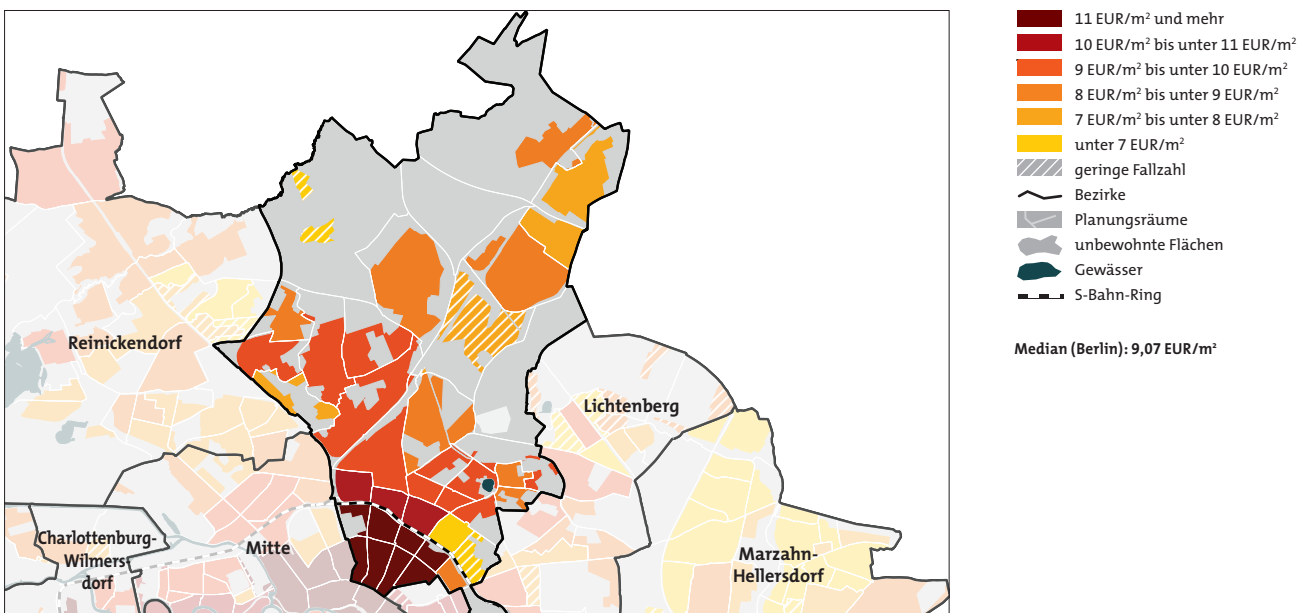 11 EUR/m² und mehr
10 EUR/m² bis unter 11 EUR/m²
9 EUR/m² bis unter 10 EUR/m²
8 EUR/m² bis unter 9 EUR/m²
7 EUR/m² bis unter 8 EUR/m²
unter 7 EUR/m²
geringe Fallzahl
Bezirke
Planungsräume
unbewohnte Flächen
Gewässer
S-Bahn-Ring
Median (Berlin): 9,07 EUR/m²
Reinickendorf
Lichtenberg
Charlottenburg-
Wilmers-
dorf
Mitte
Marzahn-
Hellersdorf